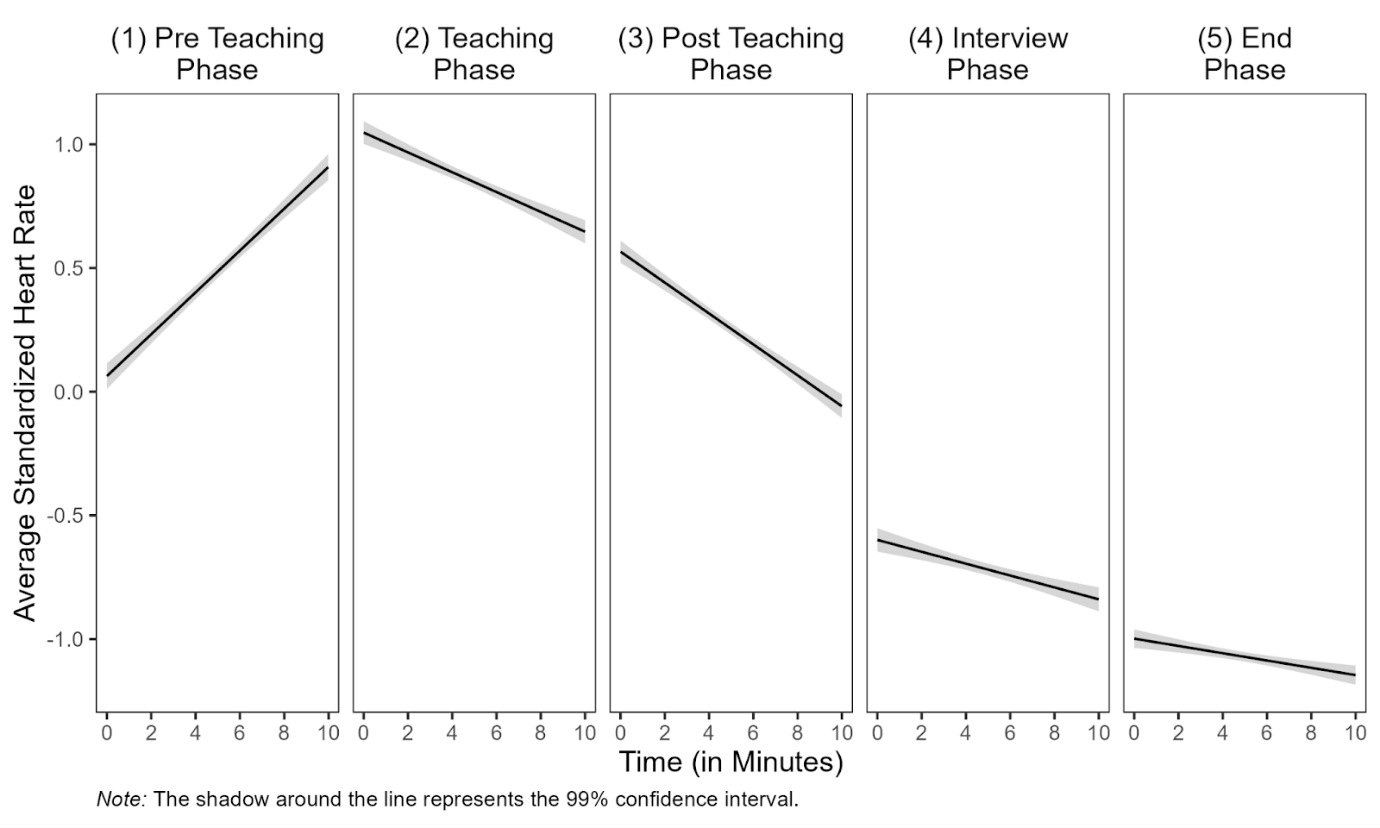 (1) Pre Teaching
Phase
(2) Teaching
Phase
(3) Post Teaching
Phase
(4) Interview
Phase
(5) End
Phase
Average Standardized Heart Rate
1.0
0.5
0.0
-0.5
-1.0
0 2 4 6 8 10 0 2 4 6 8 10 0 2 4 6 8 10 0 2 4 6 8 10 0 2 4 6 8 10
Time (in Minutes)
Note: The shadow around the line represents the 99% confidence interval.